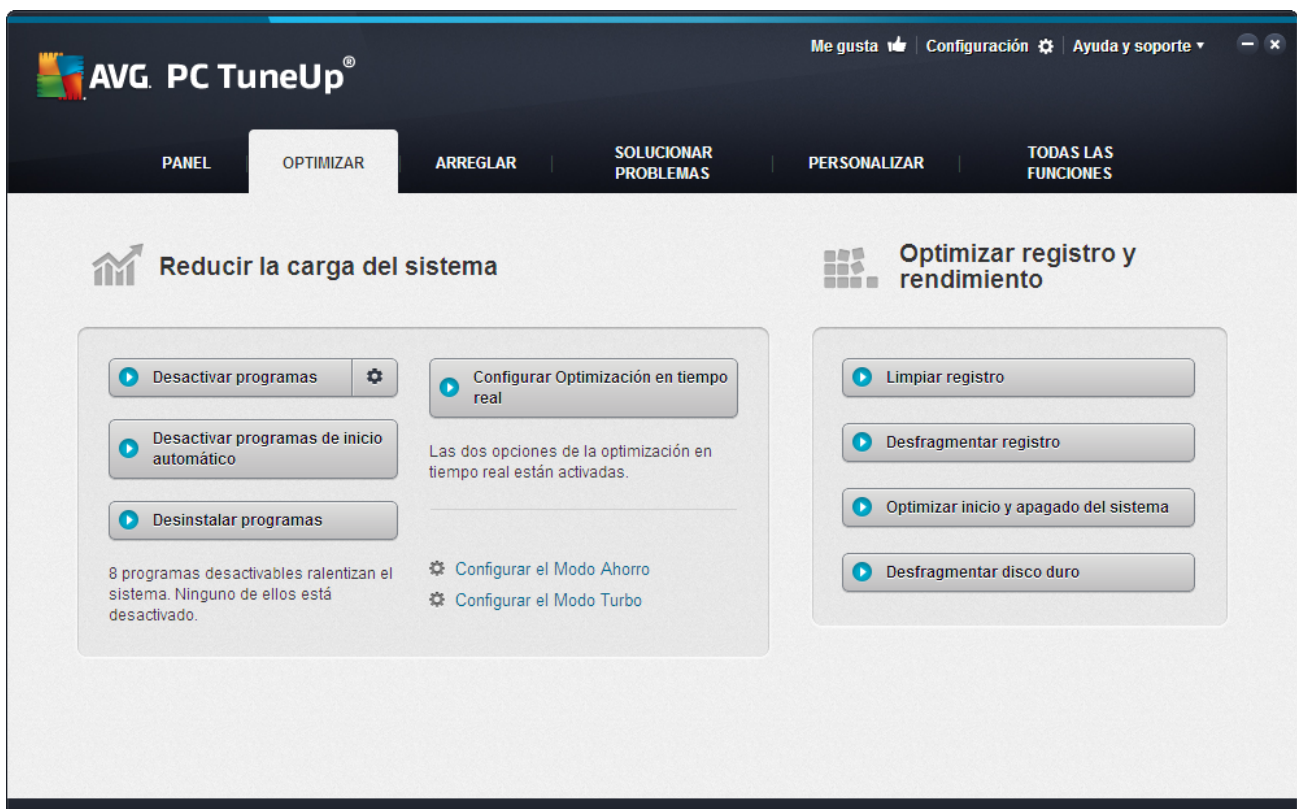 Me gusta | Configuración | Ayuda y soporte
AVG. PC TuneUp®
PANEL
OPTIMIZAR
ARREGLAR
SOLUCIONAR
PROBLEMAS
PERSONALIZAR
TODAS LAS
FUNCIONES
Reducir la carga del sistema
Desactivar programas
Desactivar programas de inicio
automático
Desinstalar programas
8 programas desactivables ralentizan el
sistema. Ninguno de ellos está
desactivado.
Configurar Optimización en tiempo
real
Las dos opciones de la optimización en
tiempo real están activadas.
Configurar el Modo Ahorro
Configurar el Modo Turbo
Optimizar registro y
rendimiento
Limpiar registro
Desfragmentar registro
Optimizar inicio y apagado del sistema
Desfragmentar disco duro